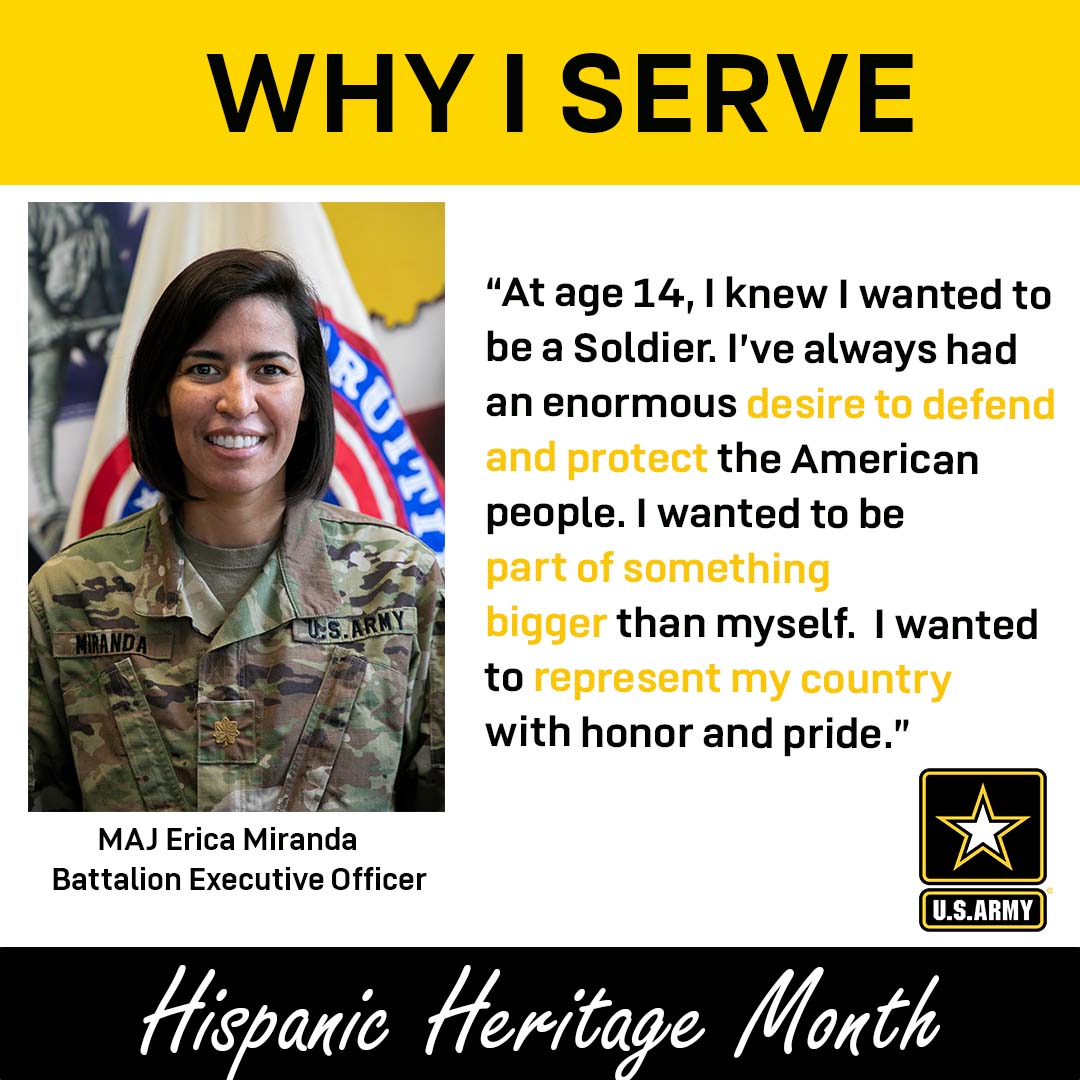 WHY I SERVE
“At age 14, I knew I wanted to
be a Soldier. I’ve always had
an enormous desire to defend
and protect the American
people. I wanted to be
part of something
bigger than myself.  I wanted
to represent my country
with honor and pride.”
RUITI
MIRANDA
U.S.ARMY
MAJ Erica Miranda
Battalion Executive Officer
U.S.ARMY
®
Hispanic Heritage Month